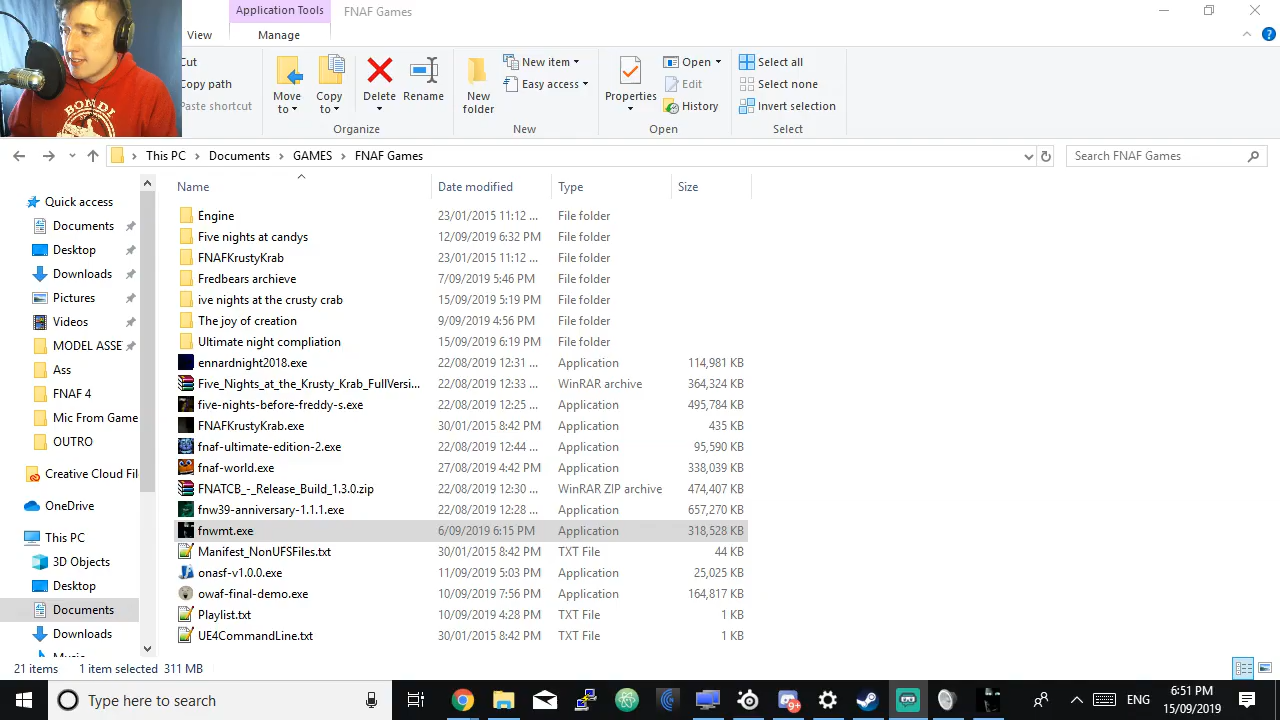 Application Tools FNAF Games
View Manage
Cut
Copy path
Paste shortcut
Move to
Copy to
Delete
Rename
New folder
New item
Easy access
Properties
Open
Edit
History
Select all
Select none
Invert selection
Organize New Open Select
This PC Documents GAMES FNAF Games Search FNAF Games
Name Date modified Type Size
Quick access
Documents
Desktop
Downloads
Pictures
Videos
MODEL ASSE
Ass
FNAF 4
Mic From Game
OUTRO
Creative Cloud Fil
OneDrive
This PC
3D Objects
Desktop
Documents
Downloads
Music
Engine 23/01/2015 11:12 ... File folder
Five nights at candys 12/09/2019 6:32 PM File folder
FNAFKrustyKrab 23/01/2015 11:12 ... File folder
Fredbears archieve 7/09/2019 5:46 PM File folder
ive nights at the crusty crab 15/09/2019 5:19 PM File folder
The joy of creation 9/09/2019 4:56 PM File folder
Ultimate night compliation 15/09/2019 6:19 PM File folder
ennardnight2018.exe 22/08/2019 12:31 ... Application 114,981 KB
Five_Nights_at_the_Krusty_Krab_FullVersi... 22/08/2019 12:33 ... WinRAR archive 364,324 KB
five-nights-before-freddy-s.exe 22/08/2019 12:25 ... Application 495,784 KB
FNAFKrustyKrab.exe 30/01/2015 8:42 PM Application 435 KB
fnaf-ultimate-edition-2.exe 22/08/2019 12:44 ... Application 95,590 KB
fnaf-world.exe 27/08/2019 4:42 PM Application 338,039 KB
FNATCB_-_Release_Build_1,3.0.zip 22/08/2019 12:30 ... WinRAR ZIP archive 474,407 KB
fnw39-anniversary-1.1.1.exe 22/08/2019 12:28 ... Application 657,270 KB
fnwmt.exe 6/09/2019 6:15 PM Application 318,528 KB
Manifest_NonUFSFiles.txt 30/01/2015 8:42 PM TXT File 44 KB
onasf-v1.0.0.exe 11/09/2019 5:03 PM Application 25,025 KB
owaf-final-demo.exe 10/09/2019 7:56 PM Application 164,817 KB
Playlist.txt 10/09/2019 4:28 PM TXT File 1 KB
UE4CommandLine.txt 30/01/2015 8:42 PM TXT File 1 KB
21 items 1 item selected 311 MB
Type here to search
9+
ENG
6:51 PM
15/09/2019
BONDI